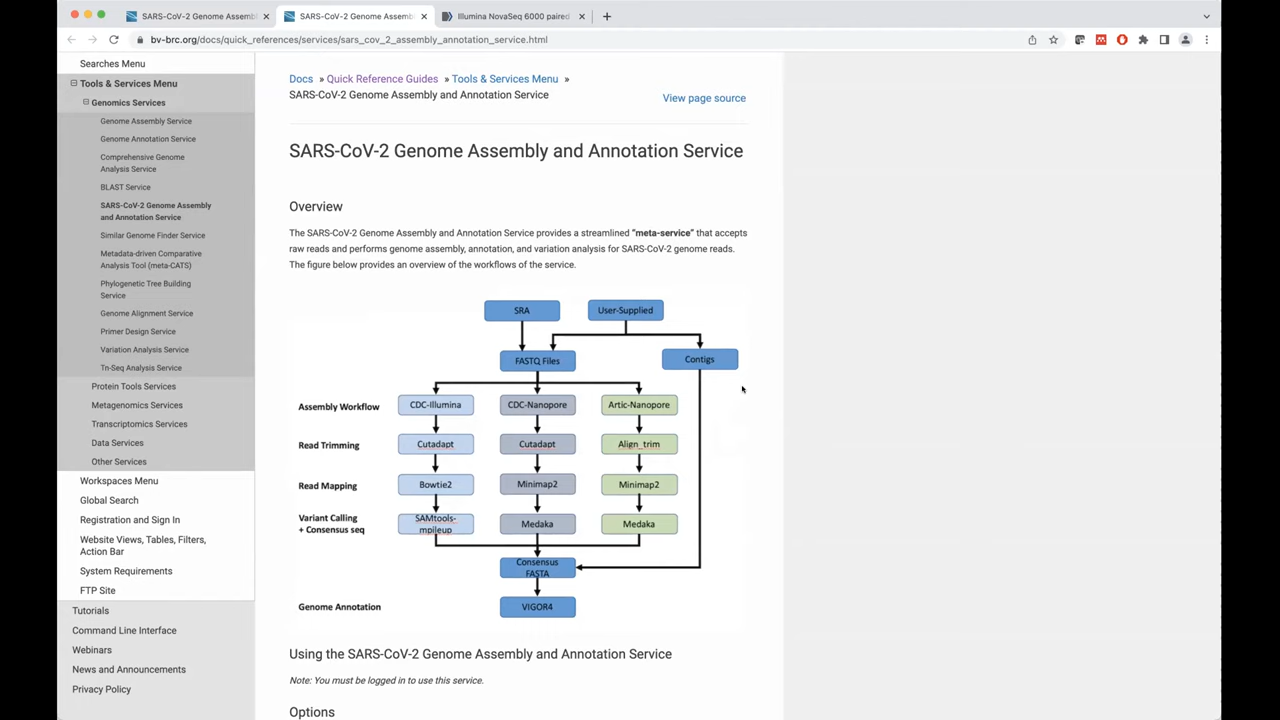 SARS-CoV-2 Genome Assembl
SARS-CoV-2 Genome Assembl
Illumina NovaSeq 6000 paired
bv-brc.org/docs/quick_references/services/sars_cov_2_assembly_annotation_service.html
Searches Menu
Tools & Services Menu
Genomics Services
Genome Assembly Service
Genome Annotation Service
Comprehensive Genome
Analysis Service
BLAST Service
SARS-CoV-2 Genome Assembly
and Annotation Service
Similar Genome Finder Service
Metadata-driven Comparative
Analysis Tool (meta-CATS)
Phylogenetic Tree Building
Service
Genome Alignment Service
Primer Design Service
Variation Analysis Service
Tn-Seq Analysis Service
Protein Tools Services
Metagenomics Services
Transcriptomics Services
Data Services
Other Services
Workspaces Menu
Global Search
Registration and Sign In
Website Views, Tables, Filters,
Action Bar
System Requirements
FTP Site
Tutorials
Command Line Interface
Webinars
News and Announcements
Privacy Policy
Docs » Quick Reference Guides » Tools & Services Menu »
SARS-CoV-2 Genome Assembly and Annotation Service
View page source
SARS-CoV-2 Genome Assembly and Annotation Service
Overview
The SARS-CoV-2 Genome Assembly and Annotation Service provides a streamlined “meta-service” that accepts
raw reads and performs genome assembly, annotation, and variation analysis for SARS-CoV-2 genome reads.
The figure below provides an overview of the workflows of the service.
SRA User-Supplied
FASTQ Files Contigs
Assembly Workflow CDC-Illumina CDC-Nanopore Artic-Nanopore
Read Trimming Cutadapt Cutadapt Align_trim
Read Mapping Bowtie2 Minimap2 Minimap2
Variant Calling
+ Consensus seq
SAMtools-
mpileup
Medaka Medaka
Consensus
FASTA
Genome Annotation VIGOR4
Using the SARS-CoV-2 Genome Assembly and Annotation Service
Note: You must be logged in to use this service.
Options